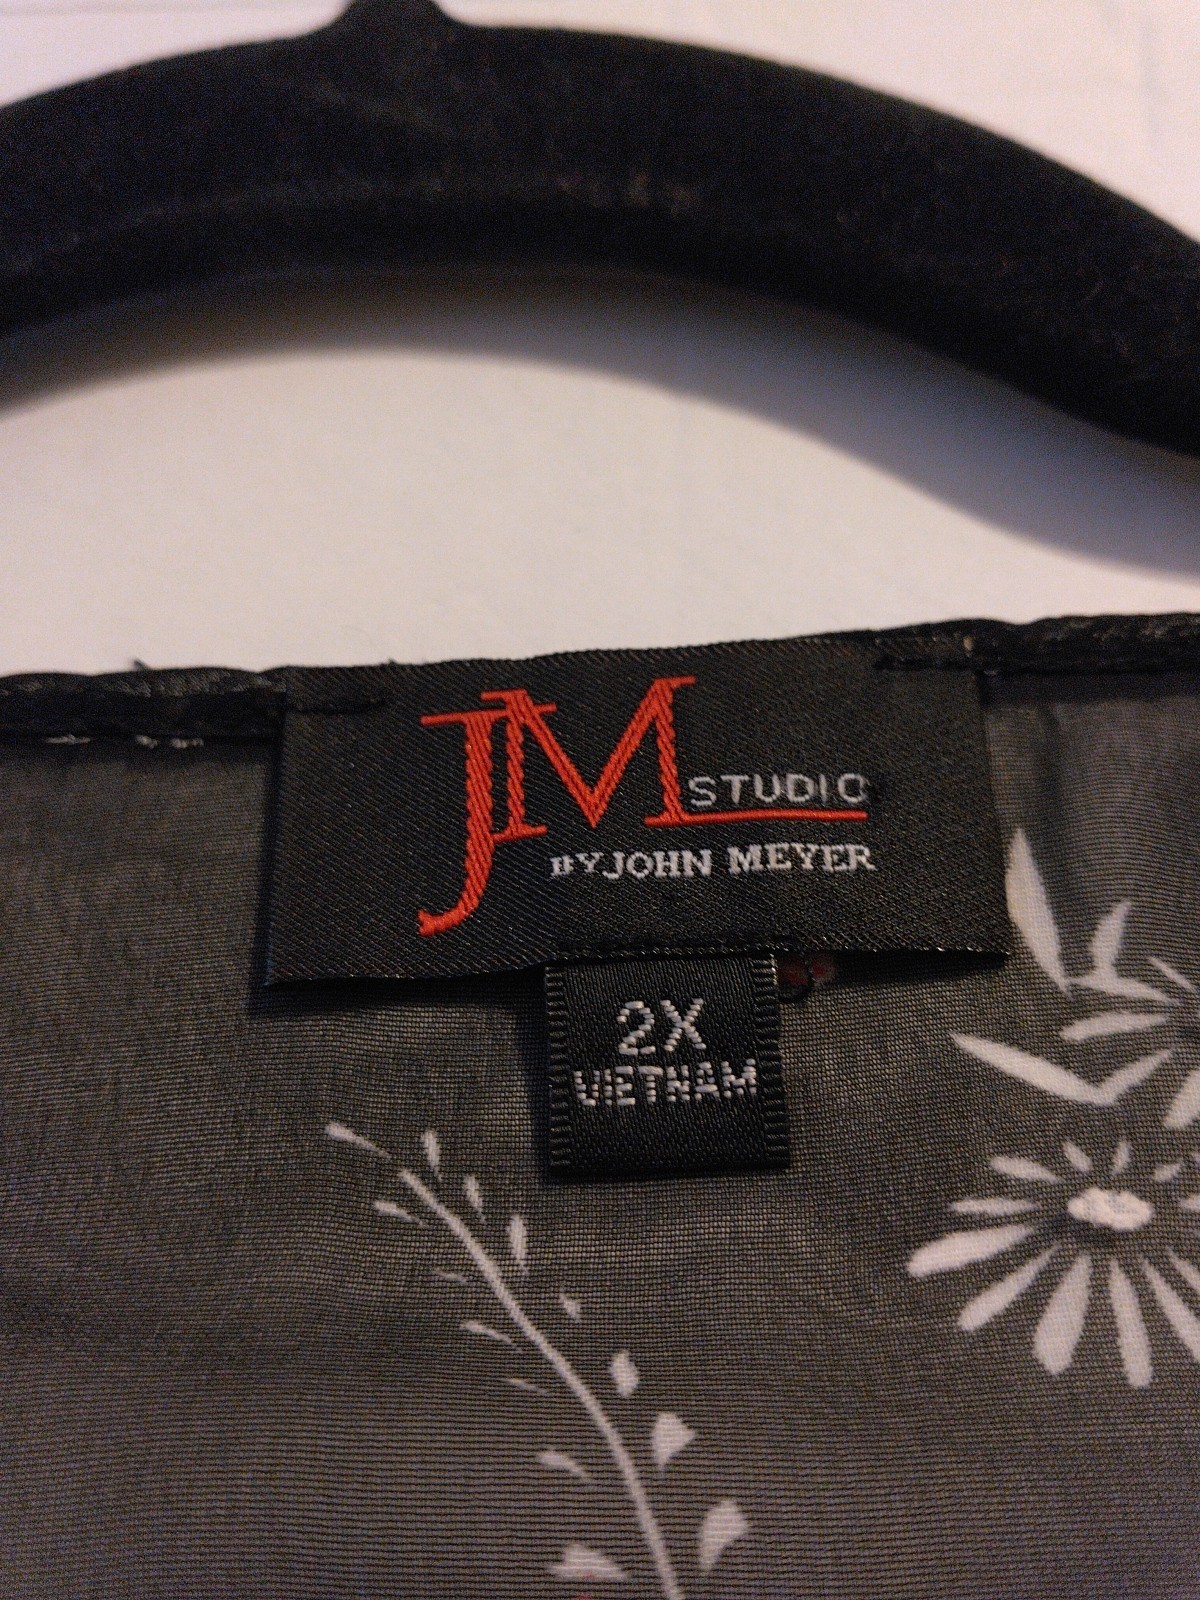 JM STUDIO
BY JOHN MEYER
2X
VIETNAM